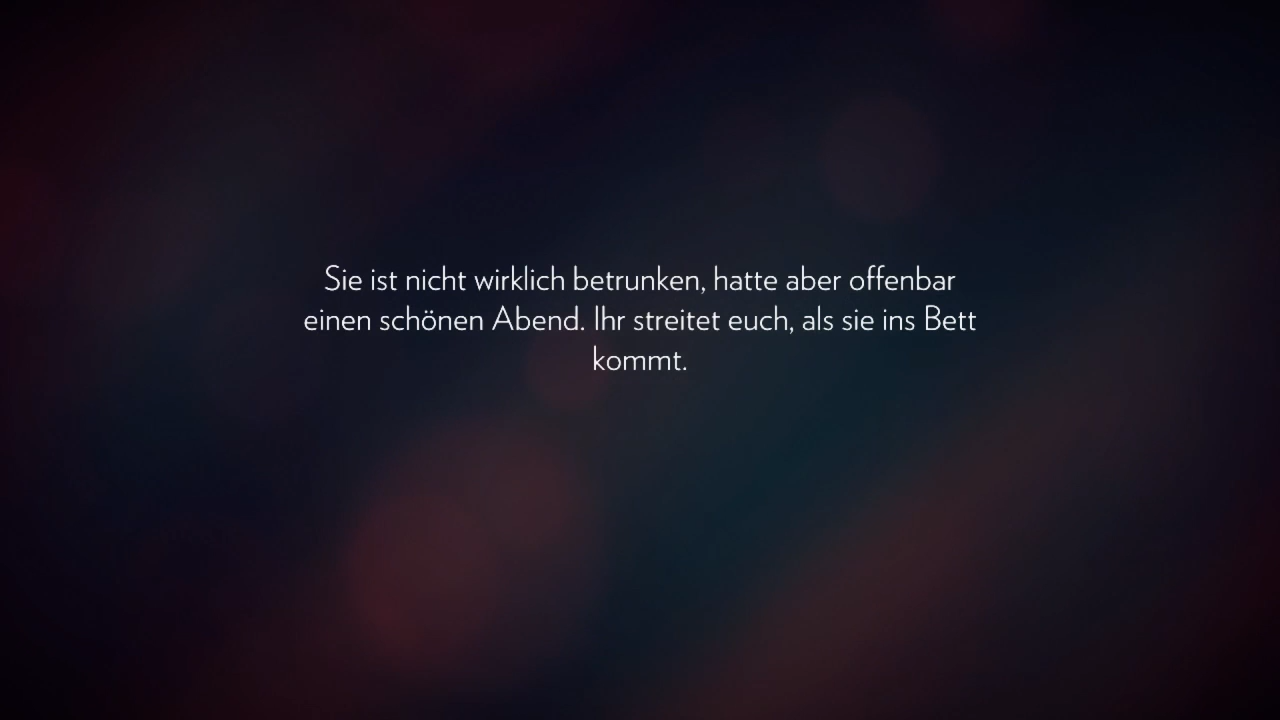 Sie ist nicht wirklich betrunken, hatte aber offenbar
einen schönen Abend. Ihr streitet euch, als sie ins Bett
kommt.